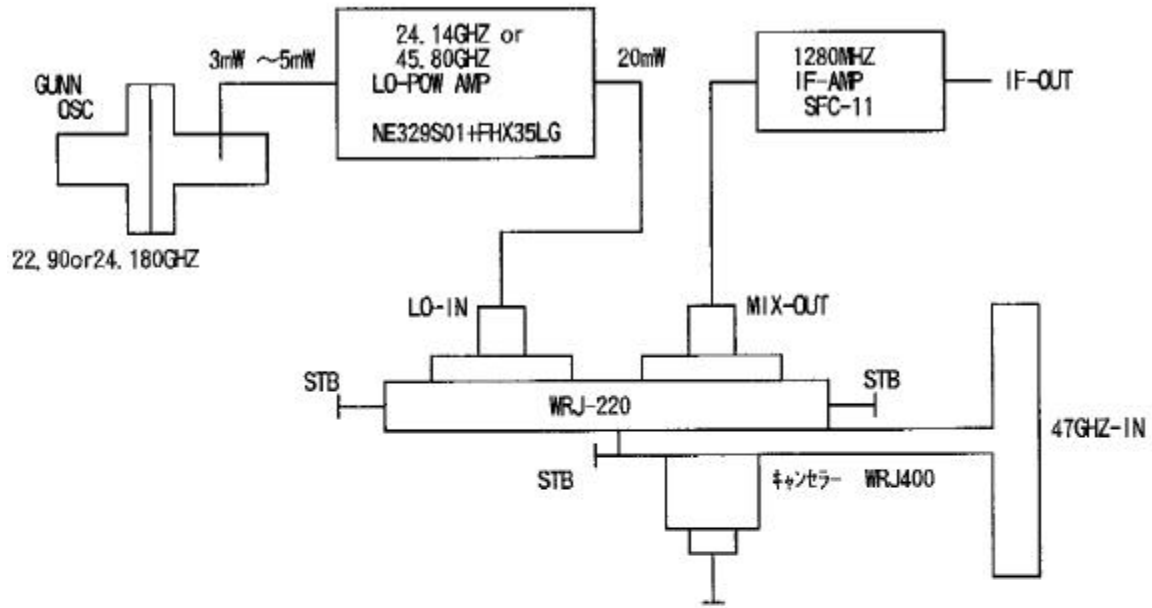 GUNN
OSC
3mW ～5mW
24.14GHZ or
45.80GHZ
LO-POW AMP
NE329S01+FHX35LG
20mW
1280MHZ
IF-AMP
SFC-11
IF-OUT
22,90or24.180GHZ
LO-IN
MIX-OUT
STB
WRJ-220
STB
47GHZ-IN
STB
キャンセラー WRJ400